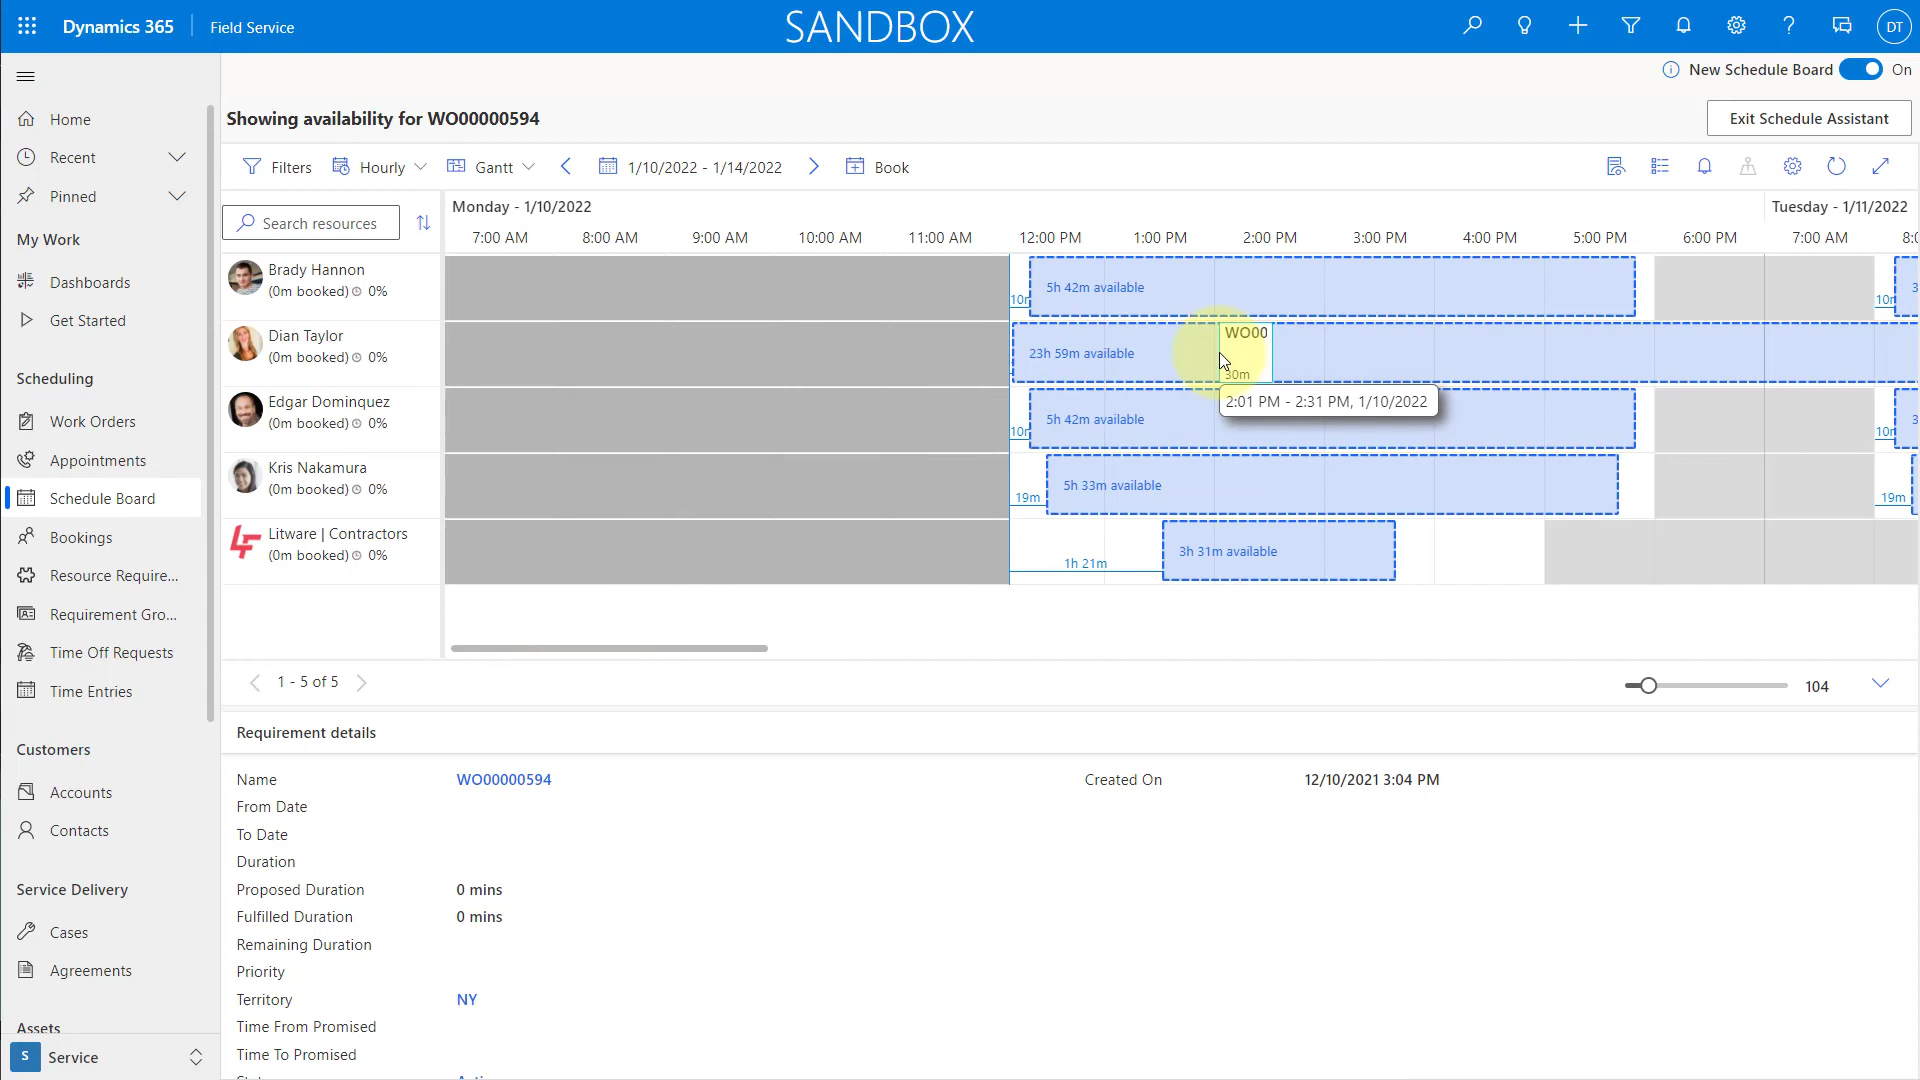 Dynamics 365
Field Service
SANDBOX
DT
New Schedule Board
On
Showing availability for WO00000594
Exit Schedule Assistant
Filters
Hourly
Gantt
1/10/2022 - 1/14/2022
Book
Home
Recent
Pinned
My Work
Dashboards
Get Started
Scheduling
Work Orders
Appointments
Schedule Board
Bookings
Resource Require...
Requirement Gro...
Time Off Requests
Time Entries
Customers
Accounts
Contacts
Service Delivery
Cases
Agreements
Assets
S
Service
Search resources
Monday - 1/10/2022
Tuesday - 1/11/2022
7:00 AM
8:00 AM
9:00 AM
10:00 AM
11:00 AM
12:00 PM
1:00 PM
2:00 PM
3:00 PM
4:00 PM
5:00 PM
6:00 PM
7:00 AM
8:0
Brady Hannon
(0m booked) 0%
10m
5h 42m available
10m
3
Dian Taylor
(0m booked) 0%
23h 59m available
WO00
30m
2:01 PM - 2:31 PM, 1/10/2022
Edgar Dominquez
(0m booked) 0%
10m
5h 42m available
10m
3
Kris Nakamura
(0m booked) 0%
19m
5h 33m available
19m
Litware | Contractors
(0m booked) 0%
1h 21m
3h 31m available
1 - 5 of 5
104
Requirement details
Name
WO00000594
Created On
12/10/2021 3:04 PM
From Date
To Date
Duration
Proposed Duration
0 mins
Fulfilled Duration
0 mins
Remaining Duration
Priority
Territory
NY
Time From Promised
Time To Promised